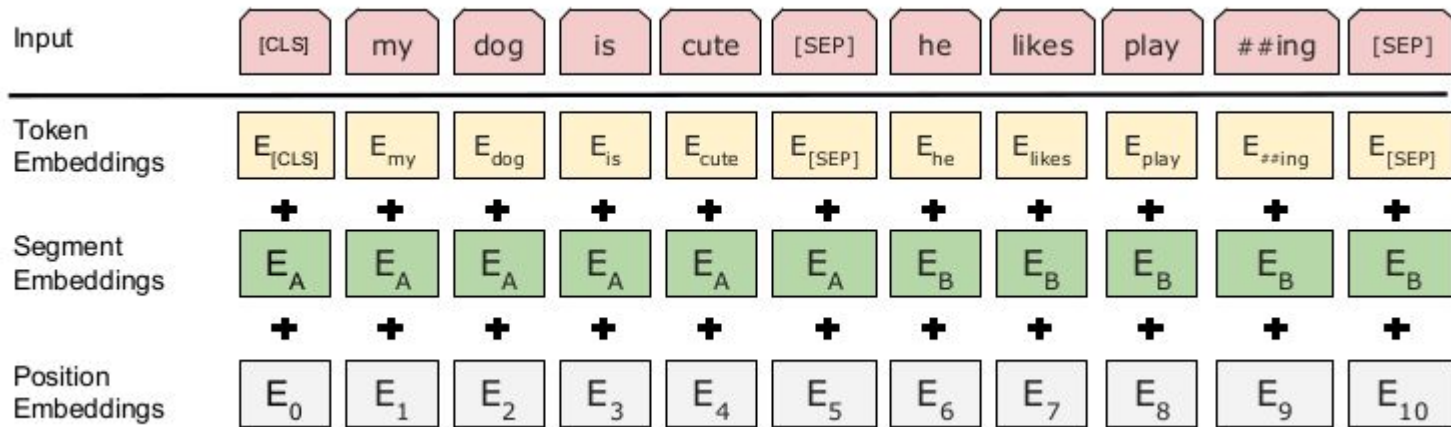 Input [CLS] my dog is cute [SEP] he likes play ##ing [SEP]
Token
Embeddings
E[CLS] Emy Edog Eis Ecute E[SEP] Ehe Elikes Eplay E##ing E[SEP]
+ + + + + + + + + + +
Segment
Embeddings
EA EA EA EA EA EA EB EB EB EB EB
+ + + + + + + + + + +
Position
Embeddings
E0 E1 E2 E3 E4 E5 E6 E7 E8 E9 E10